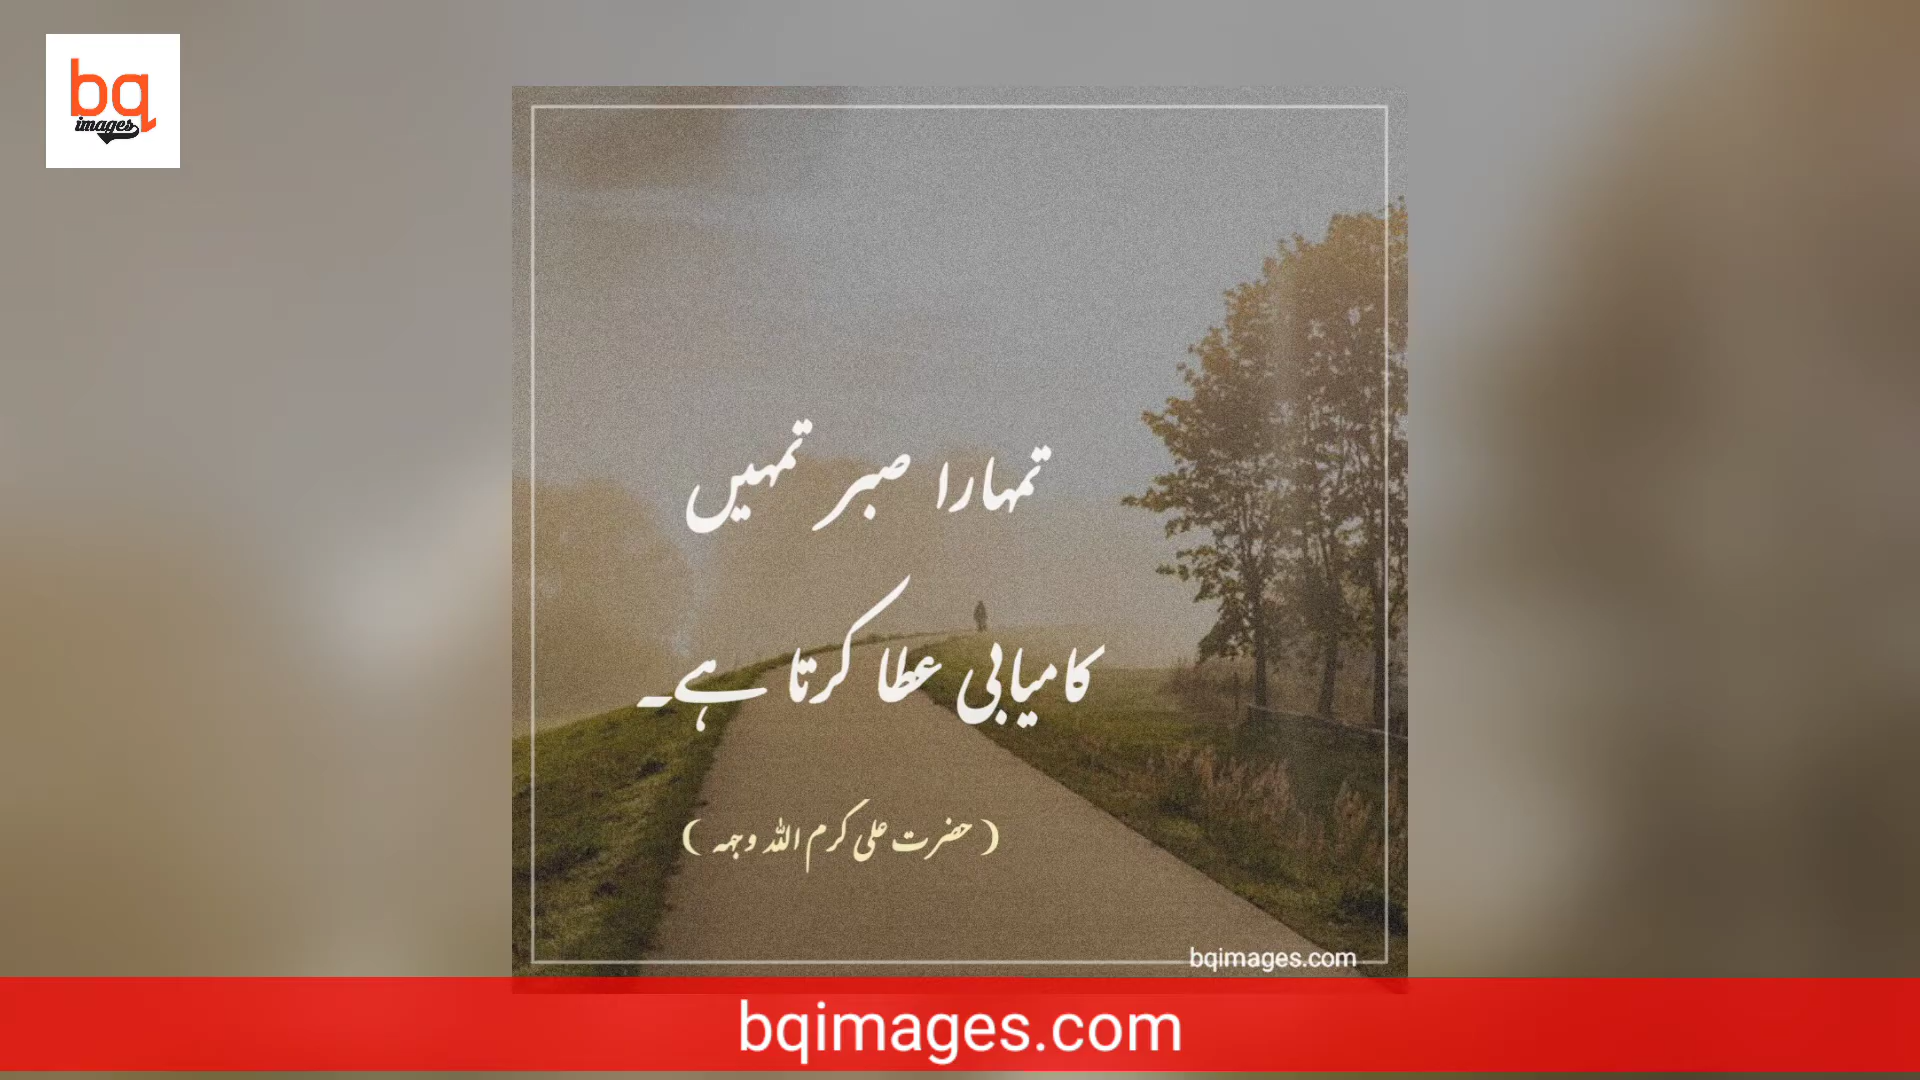 bq
images
تمہارا صبر تمہیں
کامیابی عطا کرتا ہے۔
( حضرت علی کرم اللہ وجہہ )
bqimages.com
bqimages.com